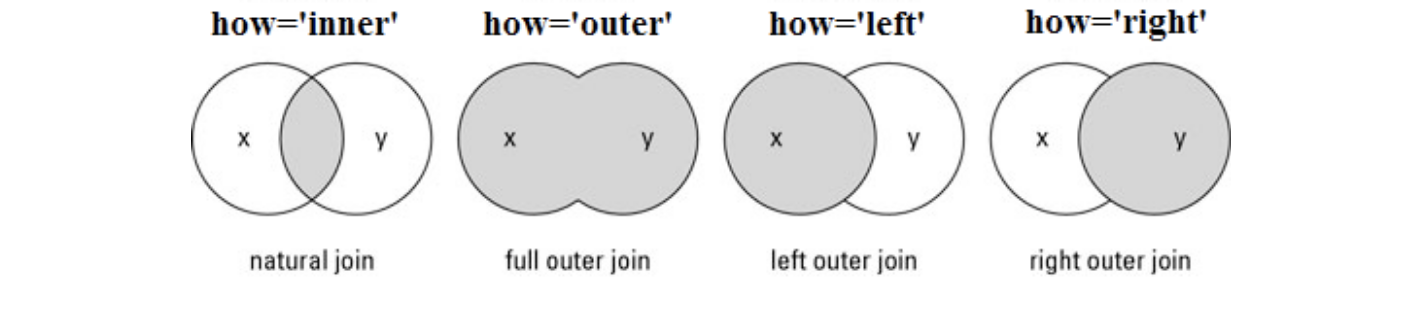 how='inner' how='outer' how='left' how='right'
x y x y x y x y
natural join full outer join left outer join right outer join